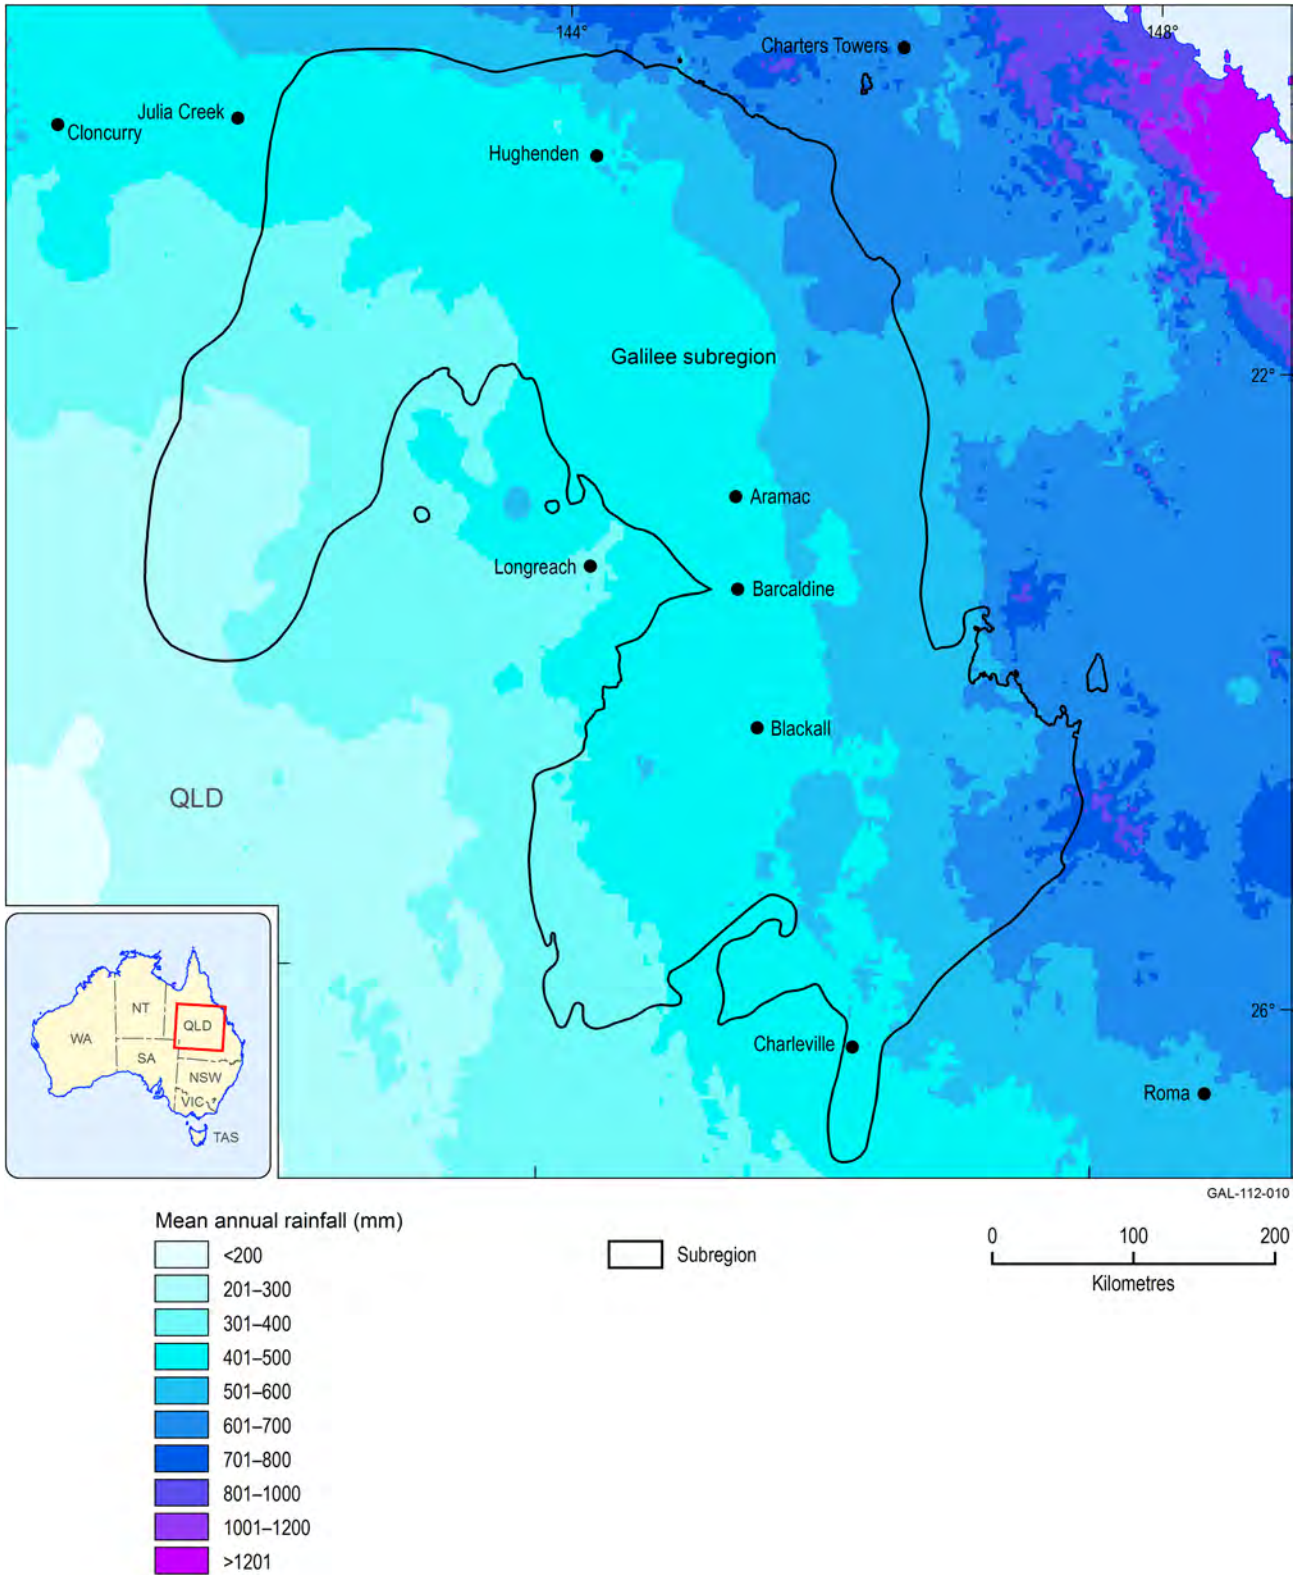 144°
148°
Charters Towers
Julia Creek
Cloncurry
Hughenden
Galilee subregion
22°
Aramac
Longreach
Barcaldine
Blackall
QLD
26°
Charleville
Roma
NT
QLD
WA
SA
NSW
VIC
TAS
GAL-112-010
Mean annual rainfall (mm)
<200
201–300
301–400
401–500
501–600
601–700
701–800
801–1000
1001–1200
>1201
Subregion
0 100 200
Kilometres